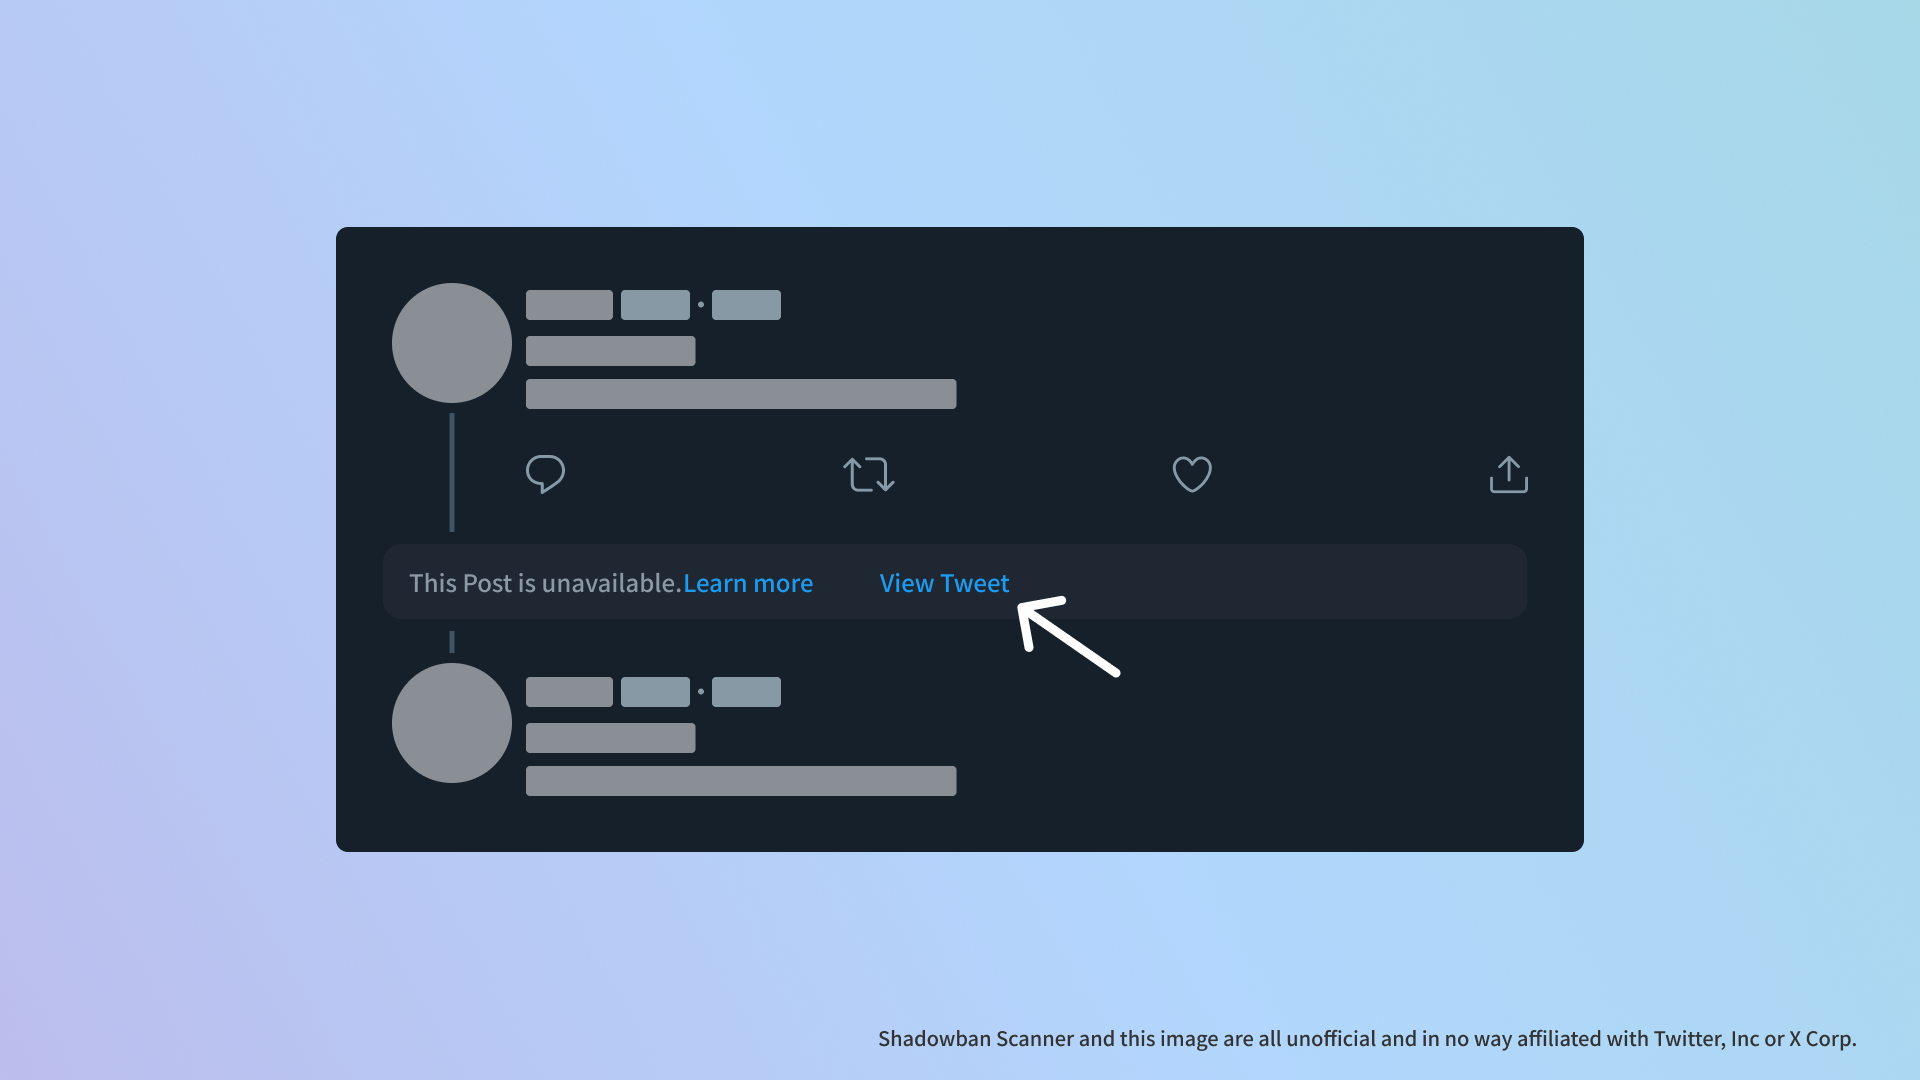 This Post is unavailable.Learn more View Tweet
Shadowban Scanner and this image are all unofficial and in no way affiliated with Twitter, Inc or X Corp.